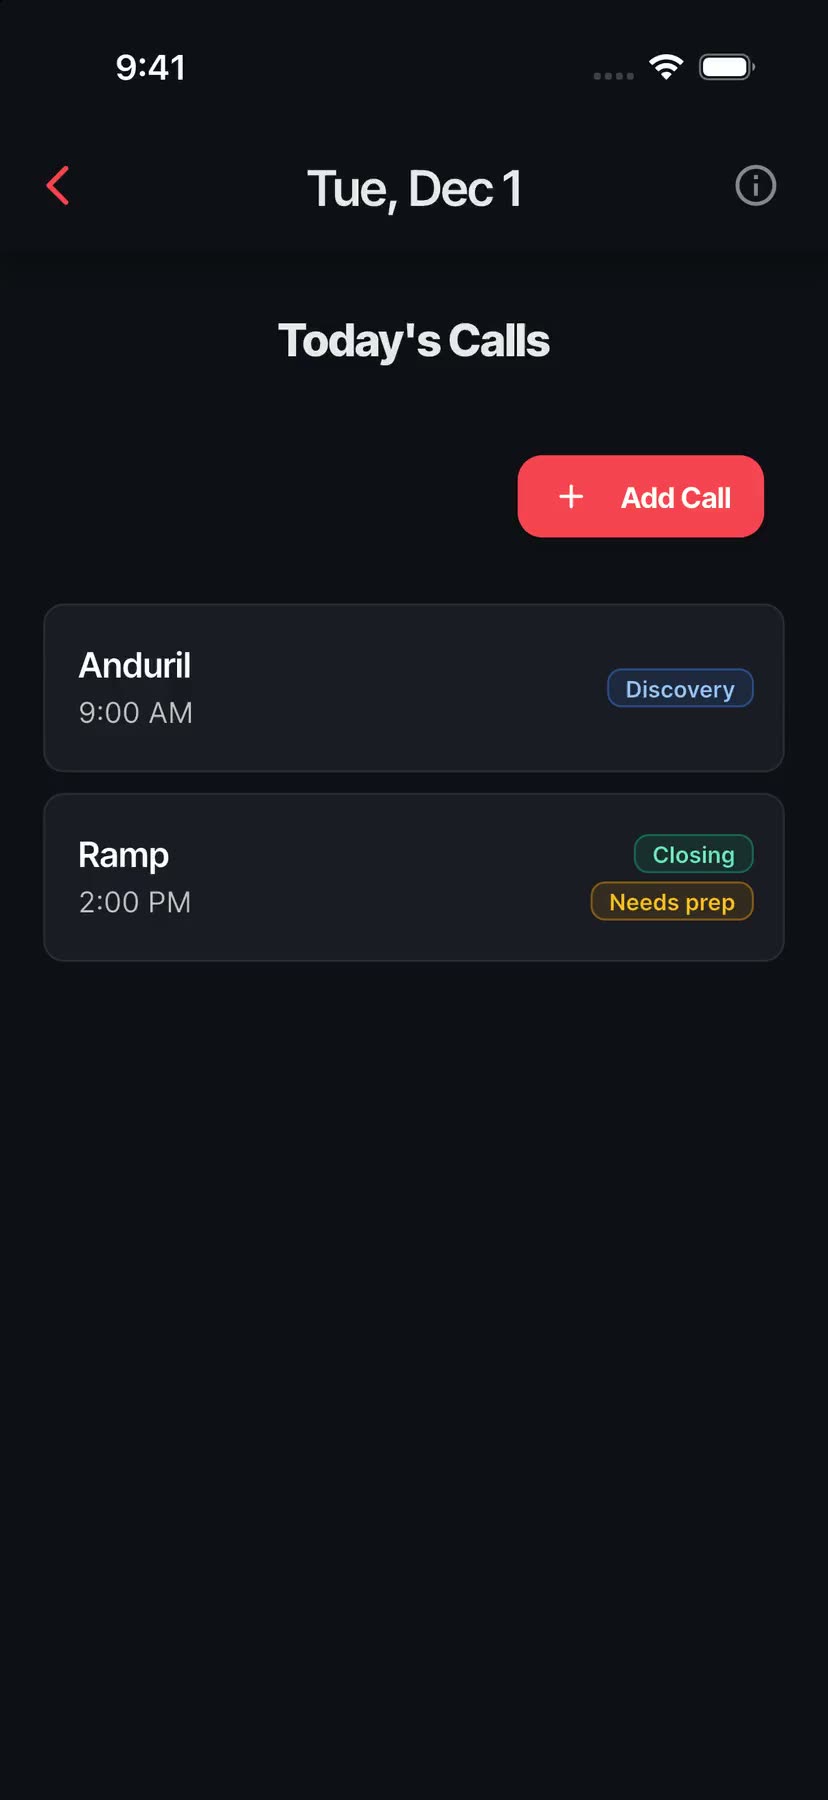 9:41
Tue, Dec 1
Today's Calls
+ Add Call
Anduril
9:00 AM
Discovery
Ramp
2:00 PM
Closing
Needs prep